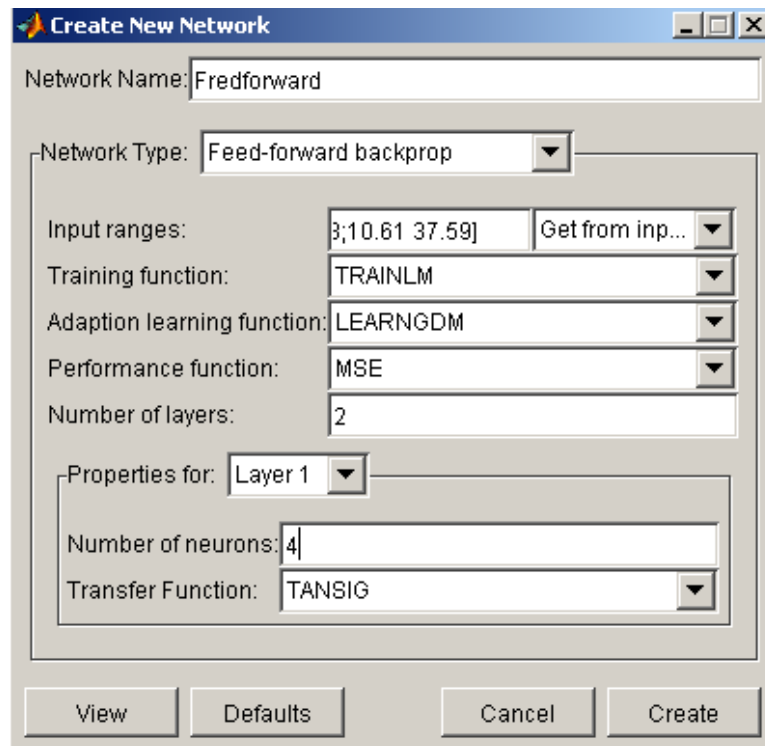 Create New Network
Network Name: Fredforward
Network Type: Feed-forward backprop
Input ranges: 3;10.61 37.59] Get from inp...
Training function: TRAINLM
Adaption learning function: LEARNGDM
Performance function: MSE
Number of layers: 2
Properties for: Layer 1
Number of neurons: 4
Transfer Function: TANSIG
View Defaults Cancel Create